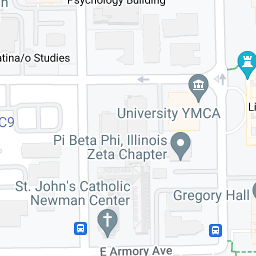 Psychology Building
atina/o Studies
University YMCA
C9
Pi Beta Phi, Illinois
Zeta Chapter
St. John's Catholic
Newman Center
Gregory Hall
E Armory Ave